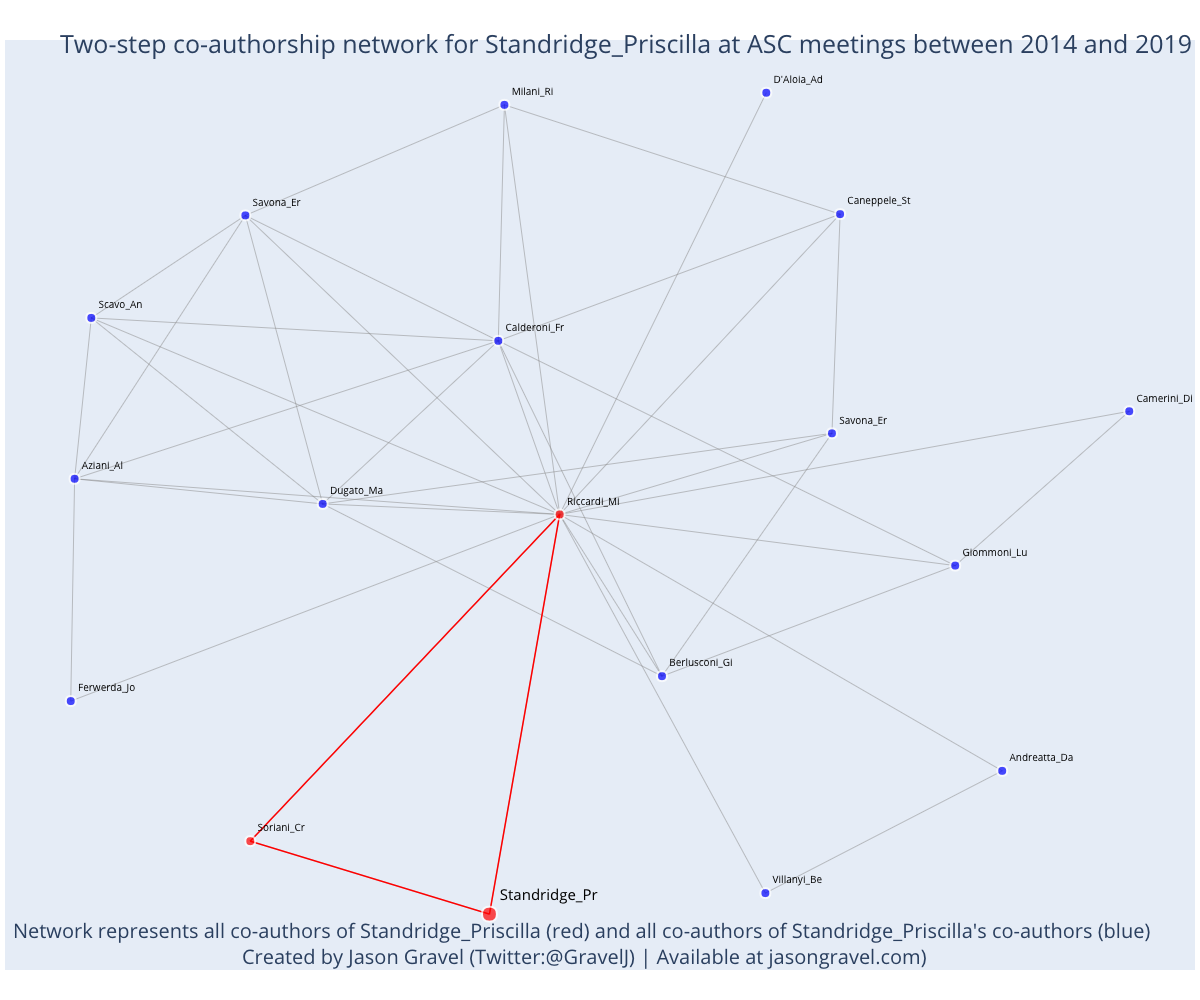 Two-step co-authorship network for Standridge_Priscilla at ASC meetings between 2014 and 2019
D'Aloia_Ad
Milani_Ri
Savona_Er
Caneppele_St
Scavo_An
Calderoni_Fr
Camerini_Di
Savona_Er
Aziani_Al
Dugato_Ma
Riccardi_Mi
Giommoni_Lu
Berlusconi_Gi
Ferwerda_Jo
Andreatta_Da
Soriani_Cr
Villanyi_Be
Standridge_Pr
Network represents all co-authors of Standridge_Priscilla (red) and all co-authors of Standridge_Priscilla's co-authors (blue)
Created by Jason Gravel (Twitter:@GravelJ) | Available at jasongravel.com)